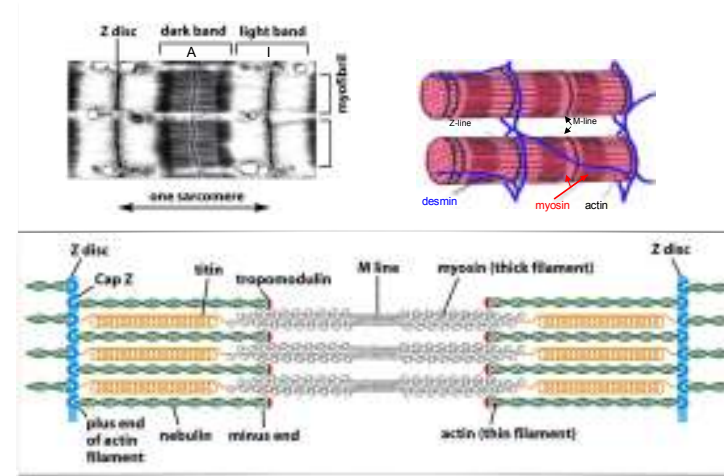 Z disc
dark band
light band
A
I
myofibril
one sarcomere
Z-line
M-line
desmin
myosin
actin
Z disc
Z disc
Cap Z
titin
tropomodulin
M line
myosin (thick filament)
plus end
of actin
filament
nebulin
minus end
actin (thin filament)